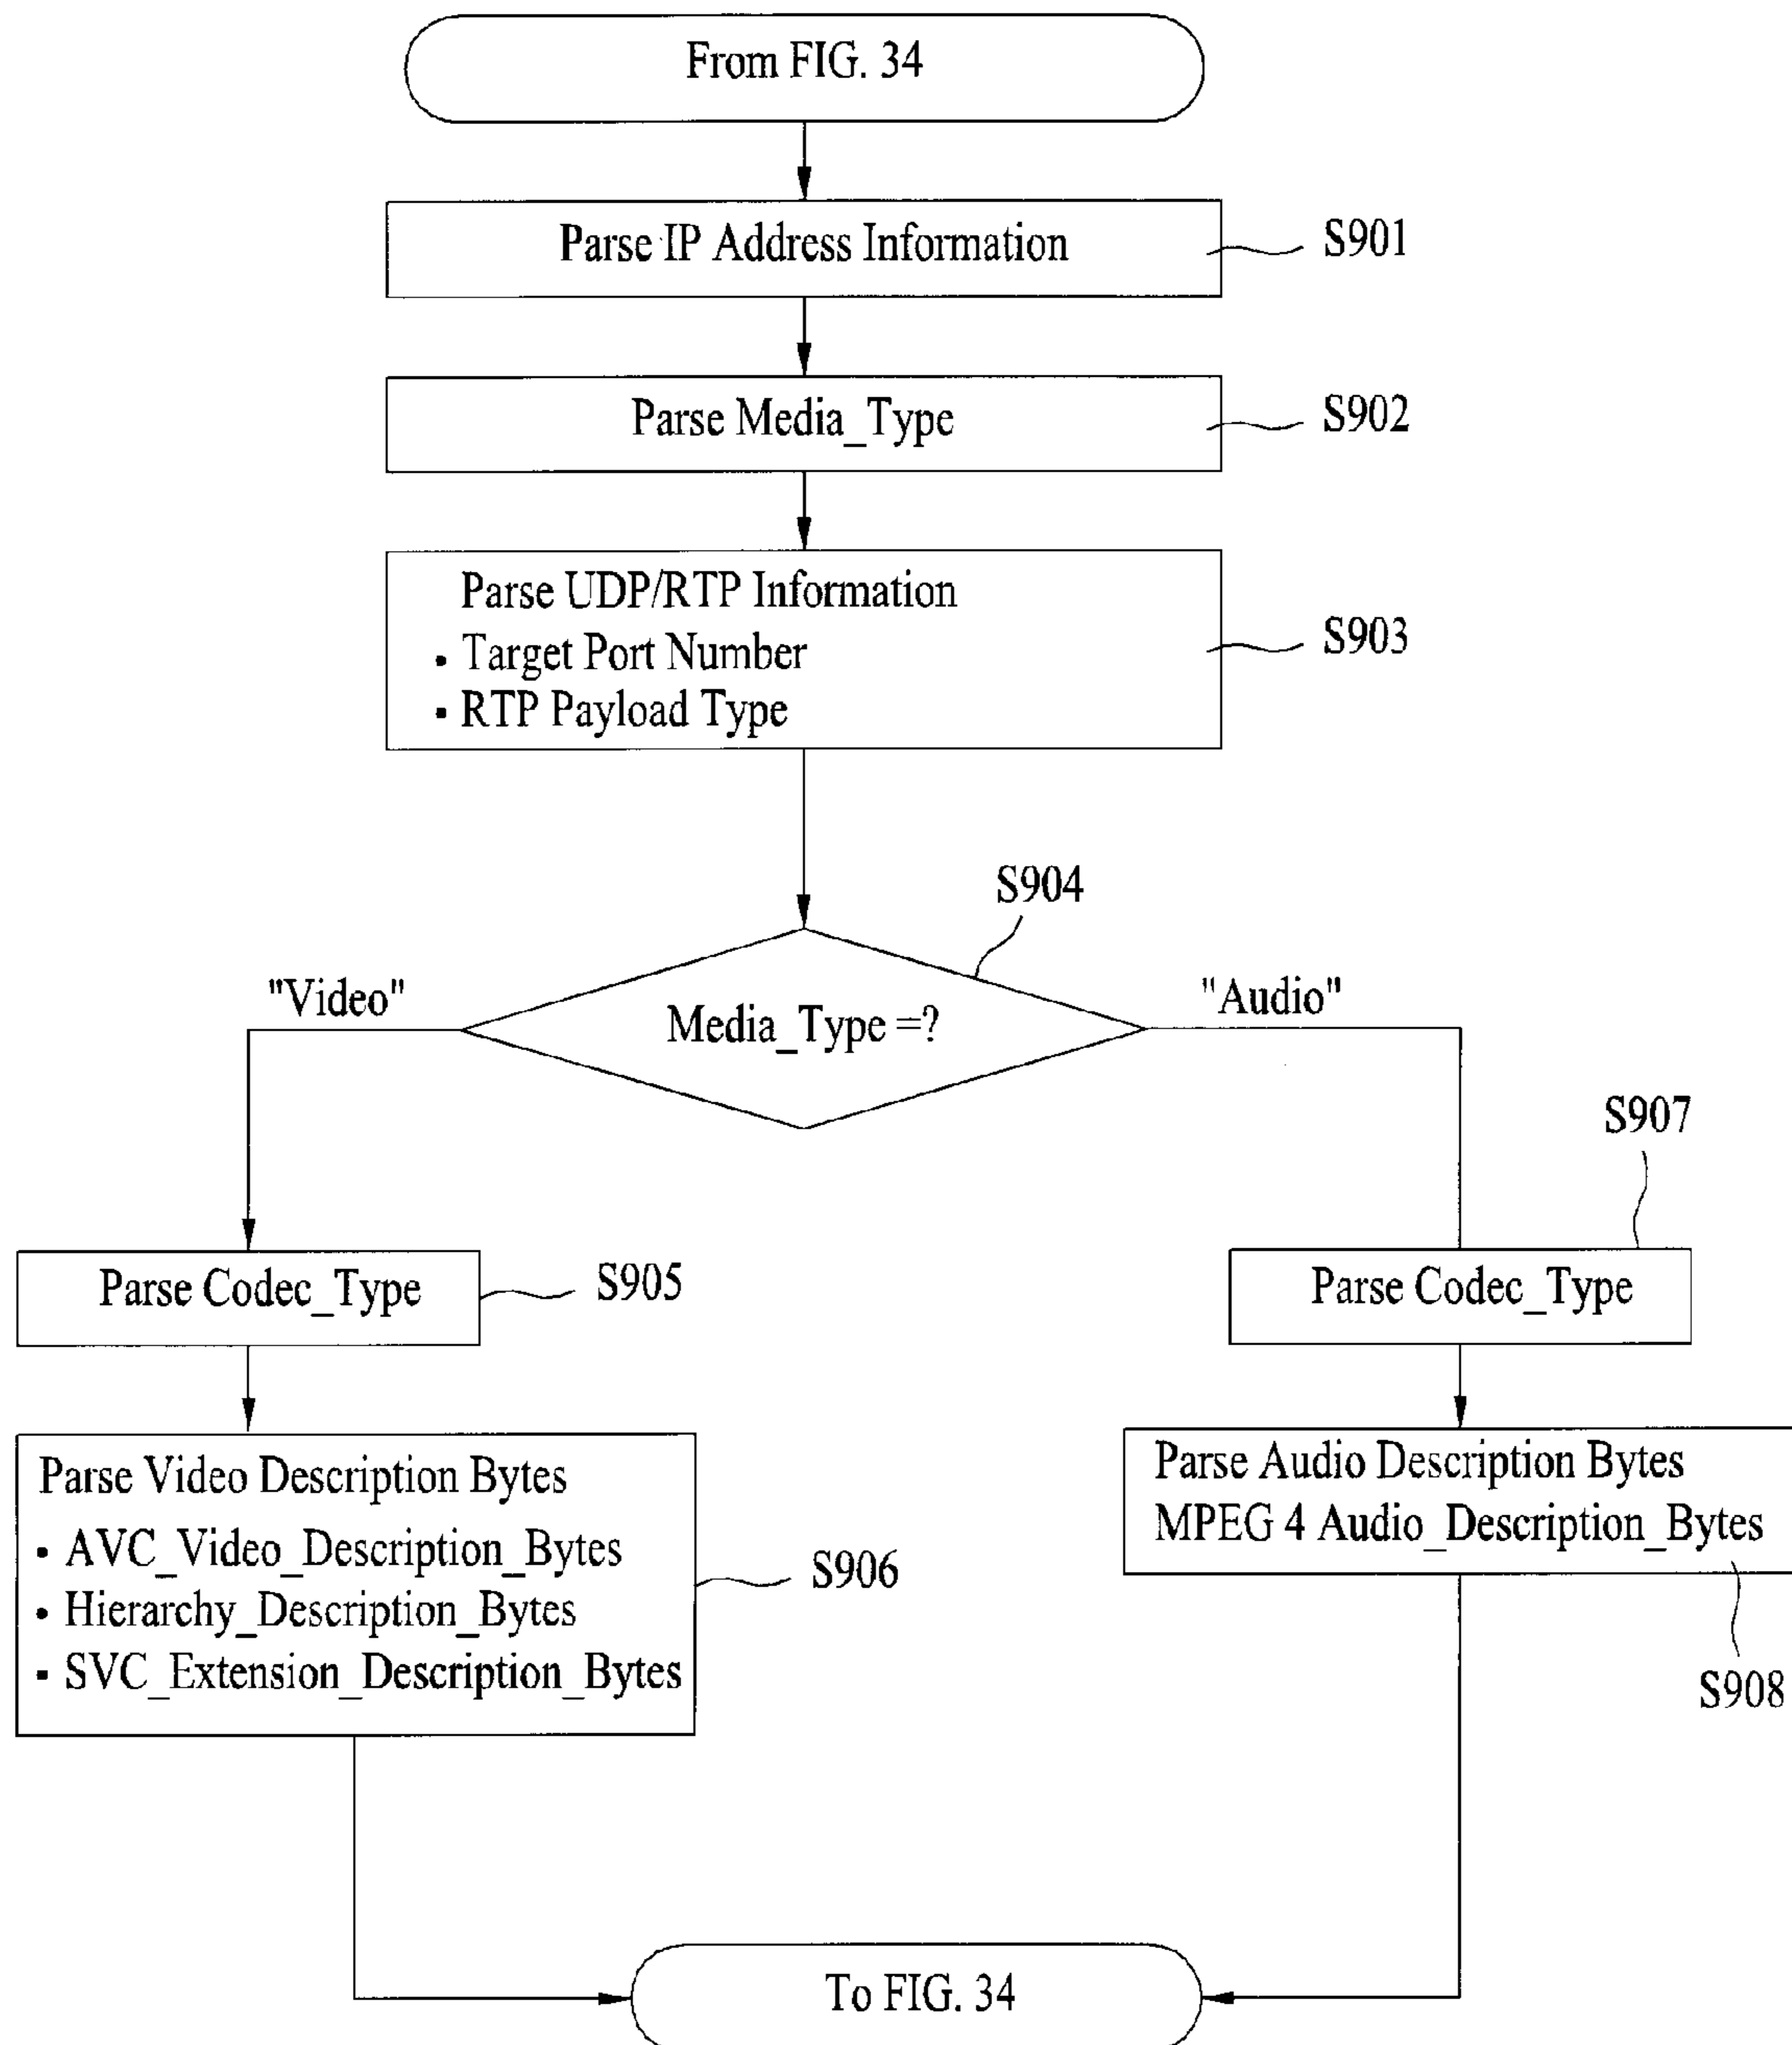 From FIG. 34
Parse IP Address Information
S901
Parse Media_Type
S902
Parse UDP/RTP Information
▪ Target Port Number
▪ RTP Payload Type
S903
S904
Media_Type =?
"Video"
"Audio"
Parse Codec_Type
S905
Parse Video Description Bytes
▪ AVC_Video_Description_Bytes
▪ Hierarchy_Description_Bytes
▪ SVC_Extension_Description_Bytes
S906
S907
Parse Codec_Type
Parse Audio Description Bytes
MPEG 4 Audio_Description_Bytes
S908
To FIG. 34